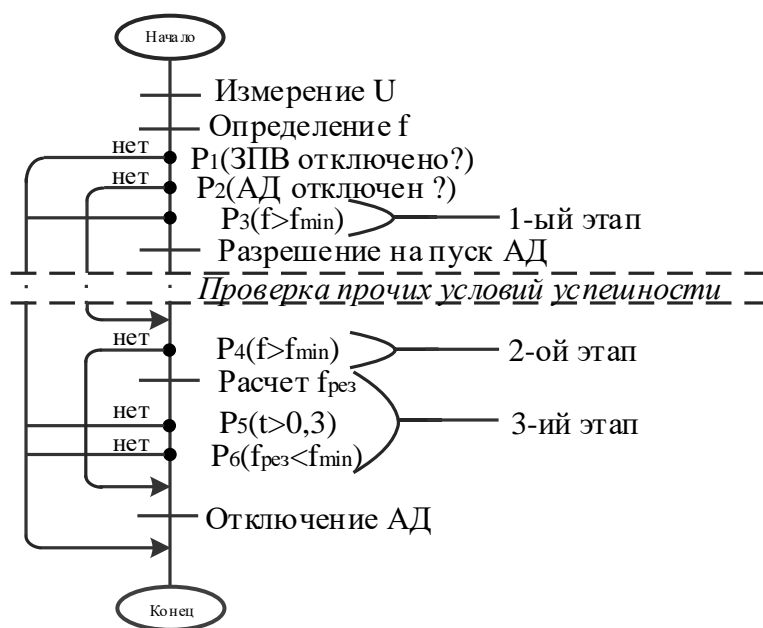 Начало
Измерение U
Определение f
нет P1(ЗПВ отключено?)
нет P2(АД отключен ?)
P3(f>fmin) 1-ый этап
Разрешение на пуск АД
Проверка прочих условий успешности
нет P4(f>fmin) 2-ой этап
Расчет fрез
нет P5(t>0,3) 3-ий этап
нет P6(fрез<fmin)
Отключение АД
Конец